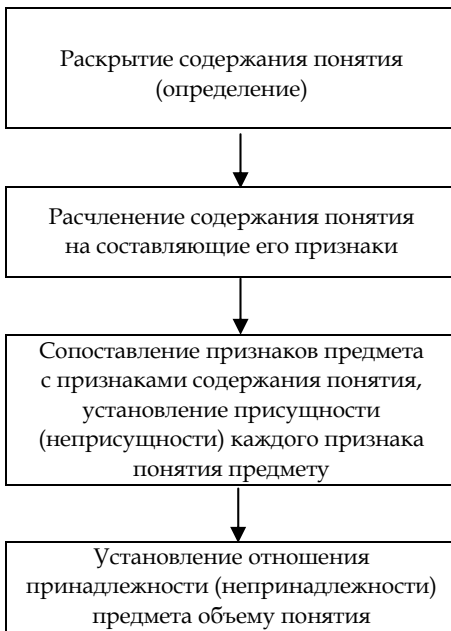 Раскрытие содержания понятия
(определение)
Расчленение содержания понятия
на составляющие его признаки
Сопоставление признаков предмета
с признаками содержания понятия,
установление присущности
(неприсущности) каждого признака
понятия предмету
Установление отношения
принадлежности (непринадлежности)
предмета объему понятия